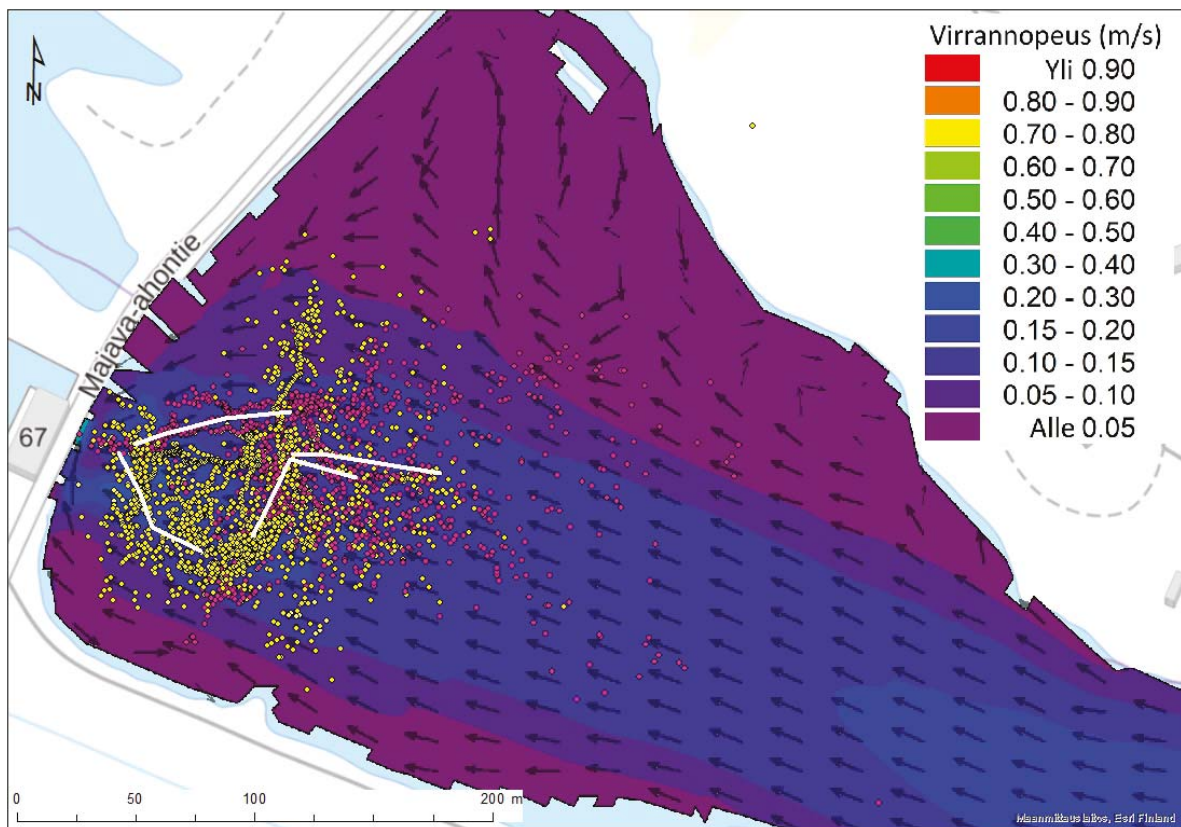 N
Virrannopeus (m/s)
Yli 0.90
0.80 - 0.90
0.70 - 0.80
0.60 - 0.70
0.50 - 0.60
0.40 - 0.50
0.30 - 0.40
0.20 - 0.30
0.15 - 0.20
0.10 - 0.15
0.05 - 0.10
Alle 0.05
Majava-ahontie
67
0 50 100 200 m
Maanmittauslaitos, Esri Finland